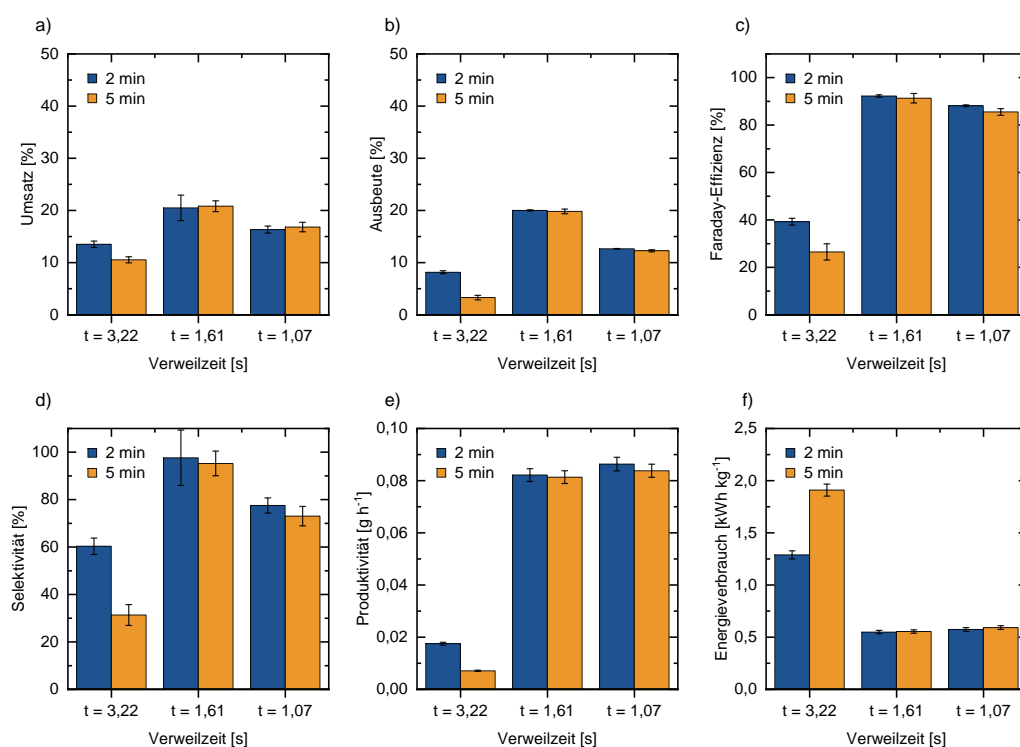 a)
50
40
30
20
10
0
Umsatz [%]
2 min
5 min
t = 3,22 t = 1,61 t = 1,07
Verweilzeit [s]
b)
50
40
30
20
10
0
Ausbeute [%]
2 min
5 min
t = 3,22 t = 1,61 t = 1,07
Verweilzeit [s]
c)
100
80
60
40
20
0
Faraday-Effizienz [%]
2 min
5 min
t = 3,22 t = 1,61 t = 1,07
Verweilzeit [s]
d)
100
80
60
40
20
0
Selektivität [%]
2 min
5 min
t = 3,22 t = 1,61 t = 1,07
Verweilzeit [s]
e)
0,10
0,08
0,06
0,04
0,02
0,00
Produktivität [g h⁻¹]
2 min
5 min
t = 3,22 t = 1,61 t = 1,07
Verweilzeit [s]
f)
2,5
2,0
1,5
1,0
0,5
0,0
Energieverbrauch [kWh kg⁻¹]
2 min
5 min
t = 3,22 t = 1,61 t = 1,07
Verweilzeit [s]